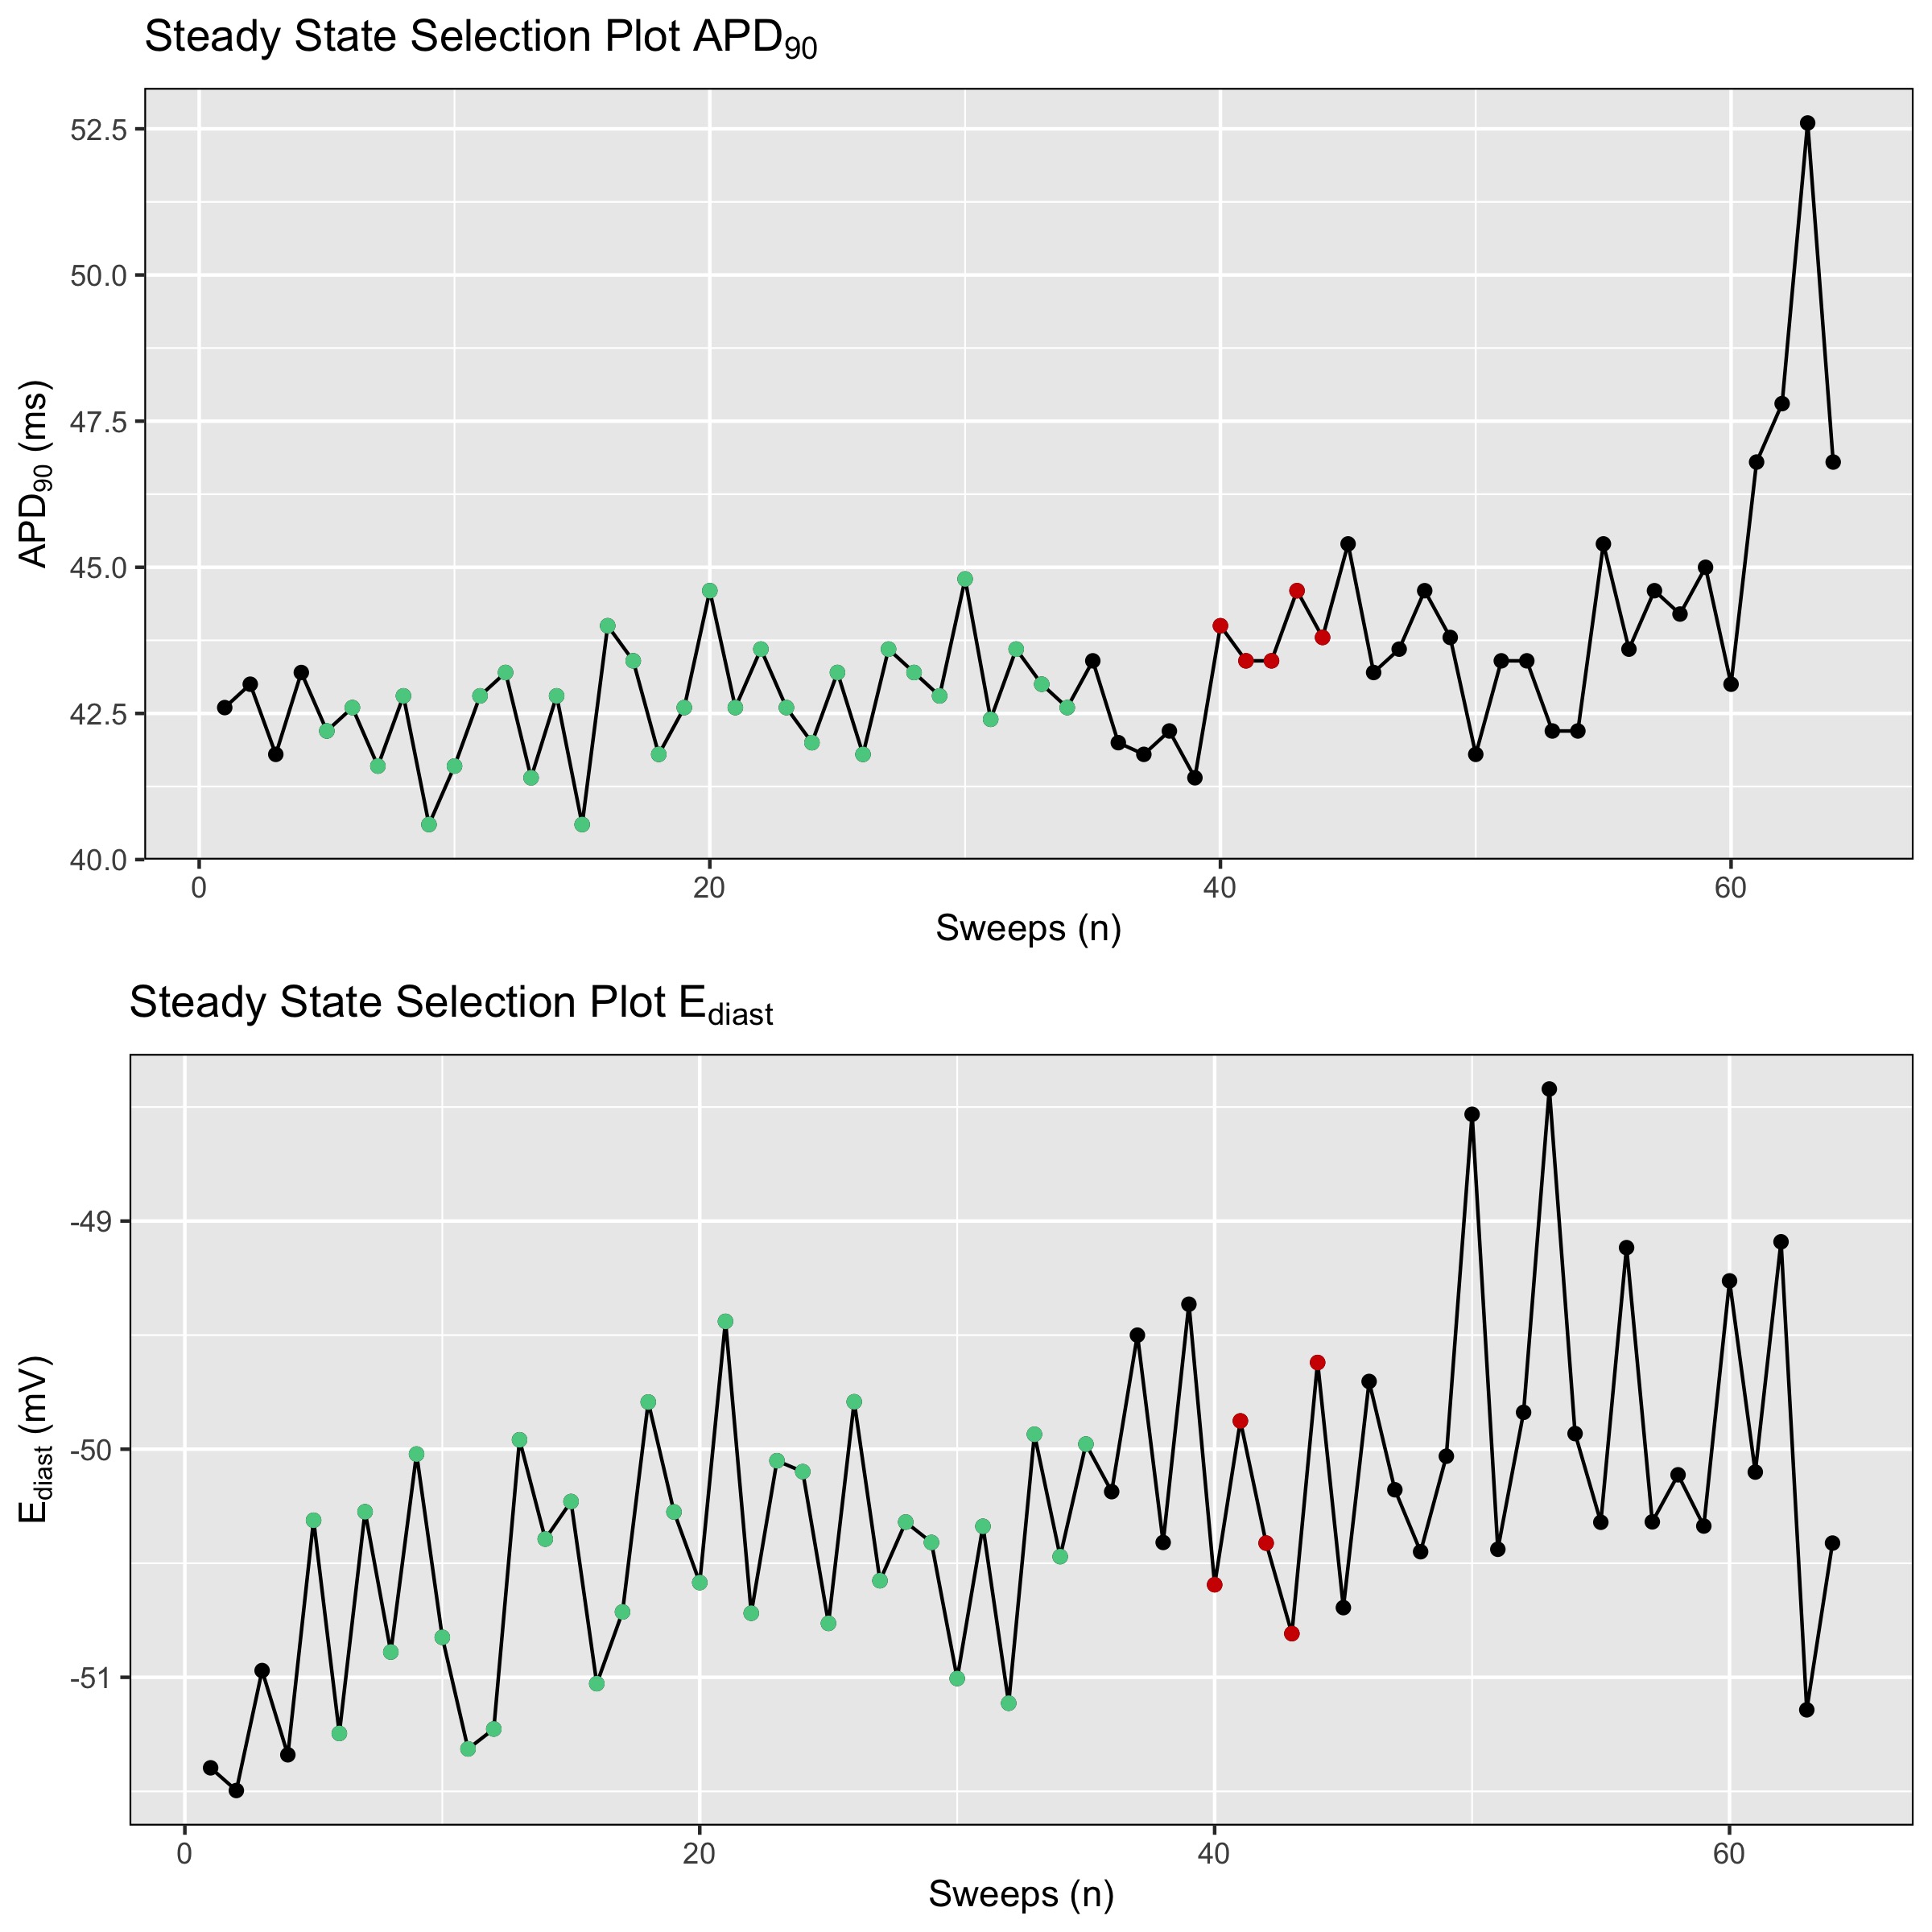 Steady State Selection Plot APD90
52.5
50.0
47.5
45.0
42.5
40.0
APD90 (ms)
0 20 40 60
Sweeps (n)
Steady State Selection Plot Ediast
-49
-50
-51
Ediast (mV)
0 20 40 60
Sweeps (n)